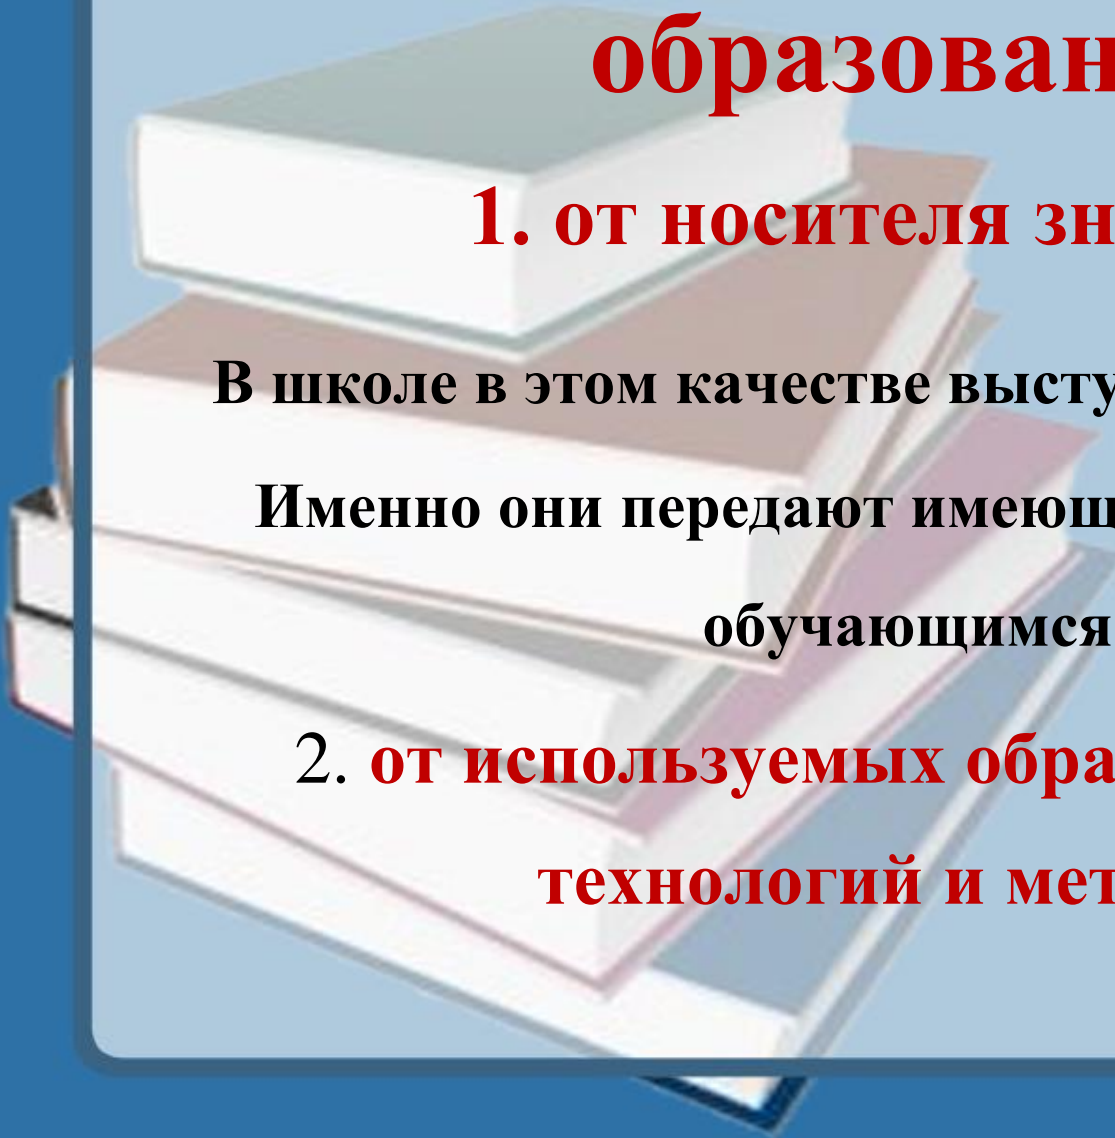 образован
1. от носителя зн
В школе в этом качестве высту
Именно они передают имеющ
обучающимся
2. от используемых обра
технологий и мет